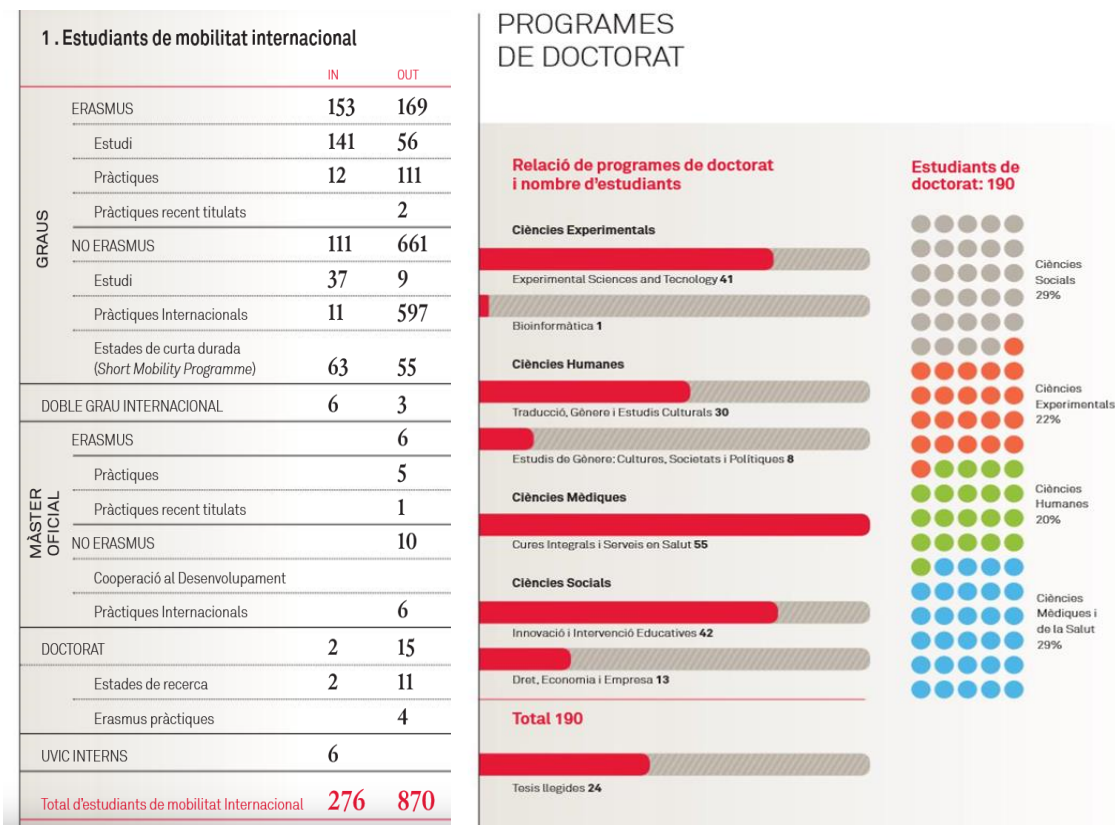 1 . Estudiants de mobilitat internacional
IN OUT
GRAUS
ERASMUS 153 169
Estudi 141 56
Pràctiques 12 111
Pràctiques recent titulats 2
NO ERASMUS 111 661
Estudi 37 9
Pràctiques Internacionals 11 597
Estades de curta durada
(Short Mobility Programme) 63 55
DOBLE GRAU INTERNACIONAL 6 3
MÀSTER
OFICIAL
ERASMUS 6
Pràctiques 5
Pràctiques recent titulats 1
NO ERASMUS 10
Cooperació al Desenvolupament
Pràctiques Internacionals 6
DOCTORAT 2 15
Estades de recerca 2 11
Erasmus pràctiques 4
UVIC INTERNS 6
Total d'estudiants de mobilitat Internacional 276 870
PROGRAMES
DE DOCTORAT
Relació de programes de doctorat
i nombre d'estudiants
Ciències Experimentals
Experimental Sciences and Tecnology 41
Bioinformàtica 1
Ciències Humanes
Traducció, Gènere i Estudis Culturals 30
Estudis de Gènere: Cultures, Societats i Polítiques 8
Ciències Mèdiques
Cures Integrals i Serveis en Salut 55
Ciències Socials
Innovació i Intervenció Educatives 42
Dret, Economia i Empresa 13
Total 190
Tesis llegides 24
Estudiants de
doctorat: 190
Ciències
Socials
29%
Ciències
Experimentals
22%
Ciències
Humanes
20%
Ciències
Mèdiques i
de la Salut
29%